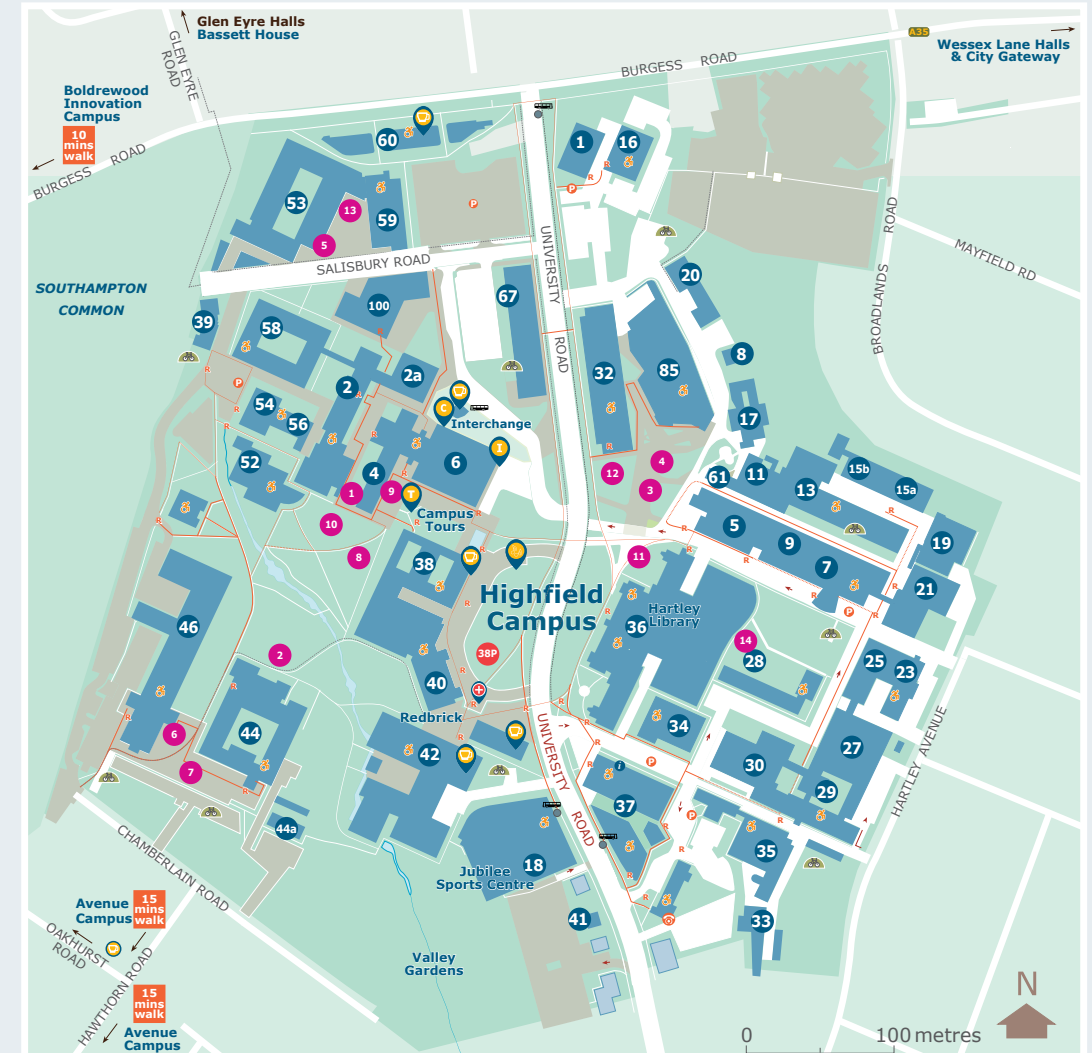 Glen Eyre Halls
Bassett House
GLEN EYRE
ROAD
A35
Wessex Lane Halls
& City Gateway
BURGESS ROAD
Boldrewood
Innovation
Campus
10
mins
walk
BURGESS ROAD
60
1
16
P
53
13
59
P
5
SALISBURY ROAD
UNIVERSITY
ROAD
BROADLANDS ROAD
MAYFIELD RD
SOUTHAMPTON
COMMON
20
67
100
39
58
8
32
85
2a
2
P
C
Interchange
54
56
17
I
52
6
4
12
4
3
61
11
13
15b
15a
1
9
T
Campus
Tours
10
5
9
7
19
21
8
38
11
Highfield
Campus
Hartley
Library
P
46
36
14
28
2
38P
25
23
40
Redbrick
44
6
7
42
UNIVERSITY
ROAD
34
P
30
27
HARTLEY AVENUE
i
29
37
P
44a
35
CHAMBERLAIN ROAD
18
Jubilee
Sports Centre
41
33
Avenue
Campus
15
mins
walk
OAKHURST
ROAD
HAWTHORN ROAD
Valley
Gardens
15
mins
walk
Avenue
Campus
N
0
100 metres